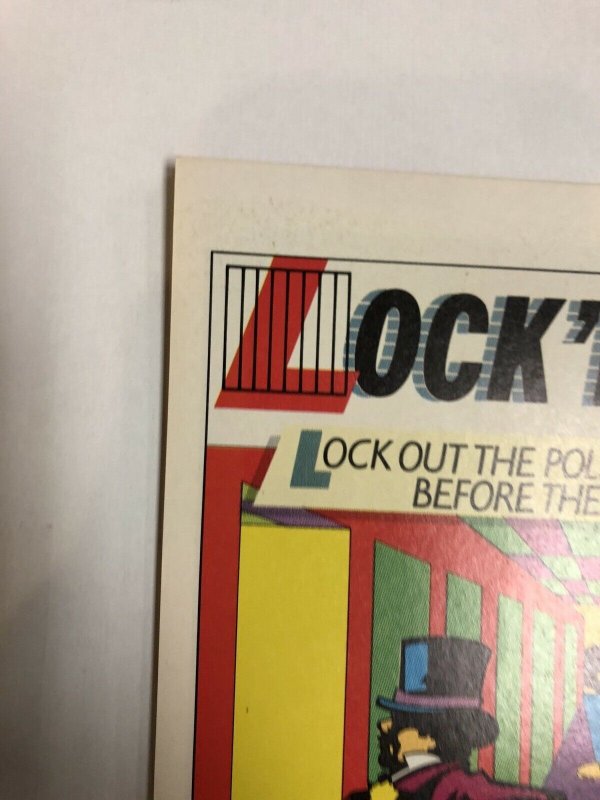 LOCK'
LOCK OUT THE POL
BEFORE THE